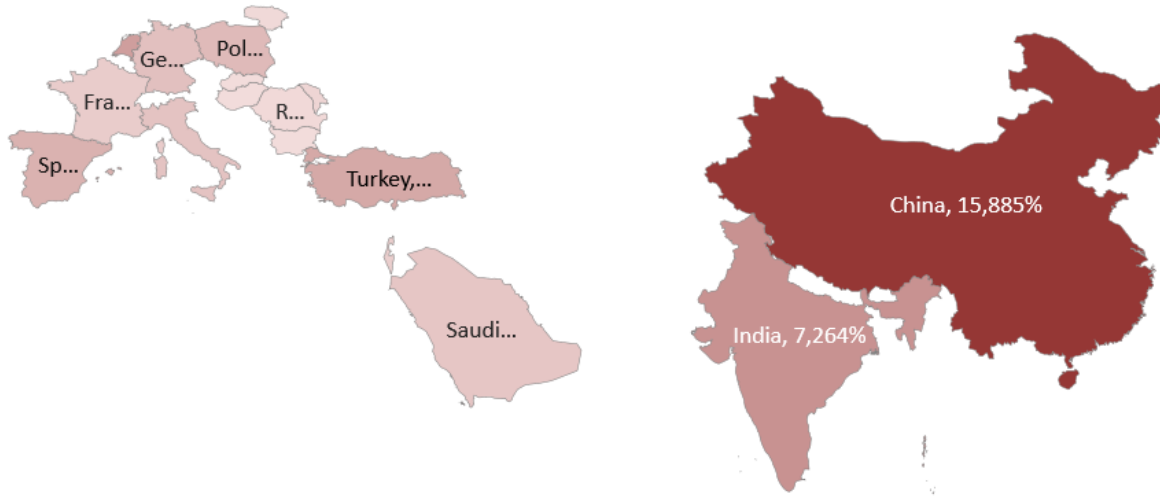 Pol...
Ge...
Fra...
R...
Sp...
Turkey,...
China, 15,885%
Saudi...
India, 7,264%